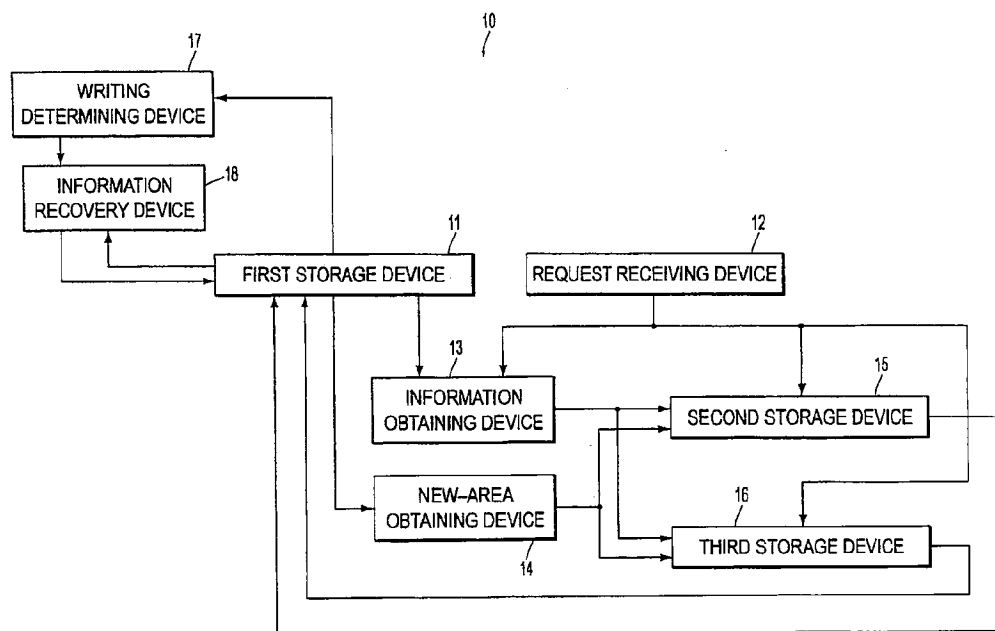 10
17
WRITING
DETERMINING DEVICE
18
INFORMATION
RECOVERY DEVICE
11
FIRST STORAGE DEVICE
12
REQUEST RECEIVING DEVICE
13
INFORMATION
OBTAINING DEVICE
15
SECOND STORAGE DEVICE
NEW-AREA
OBTAINING DEVICE
14
16
THIRD STORAGE DEVICE